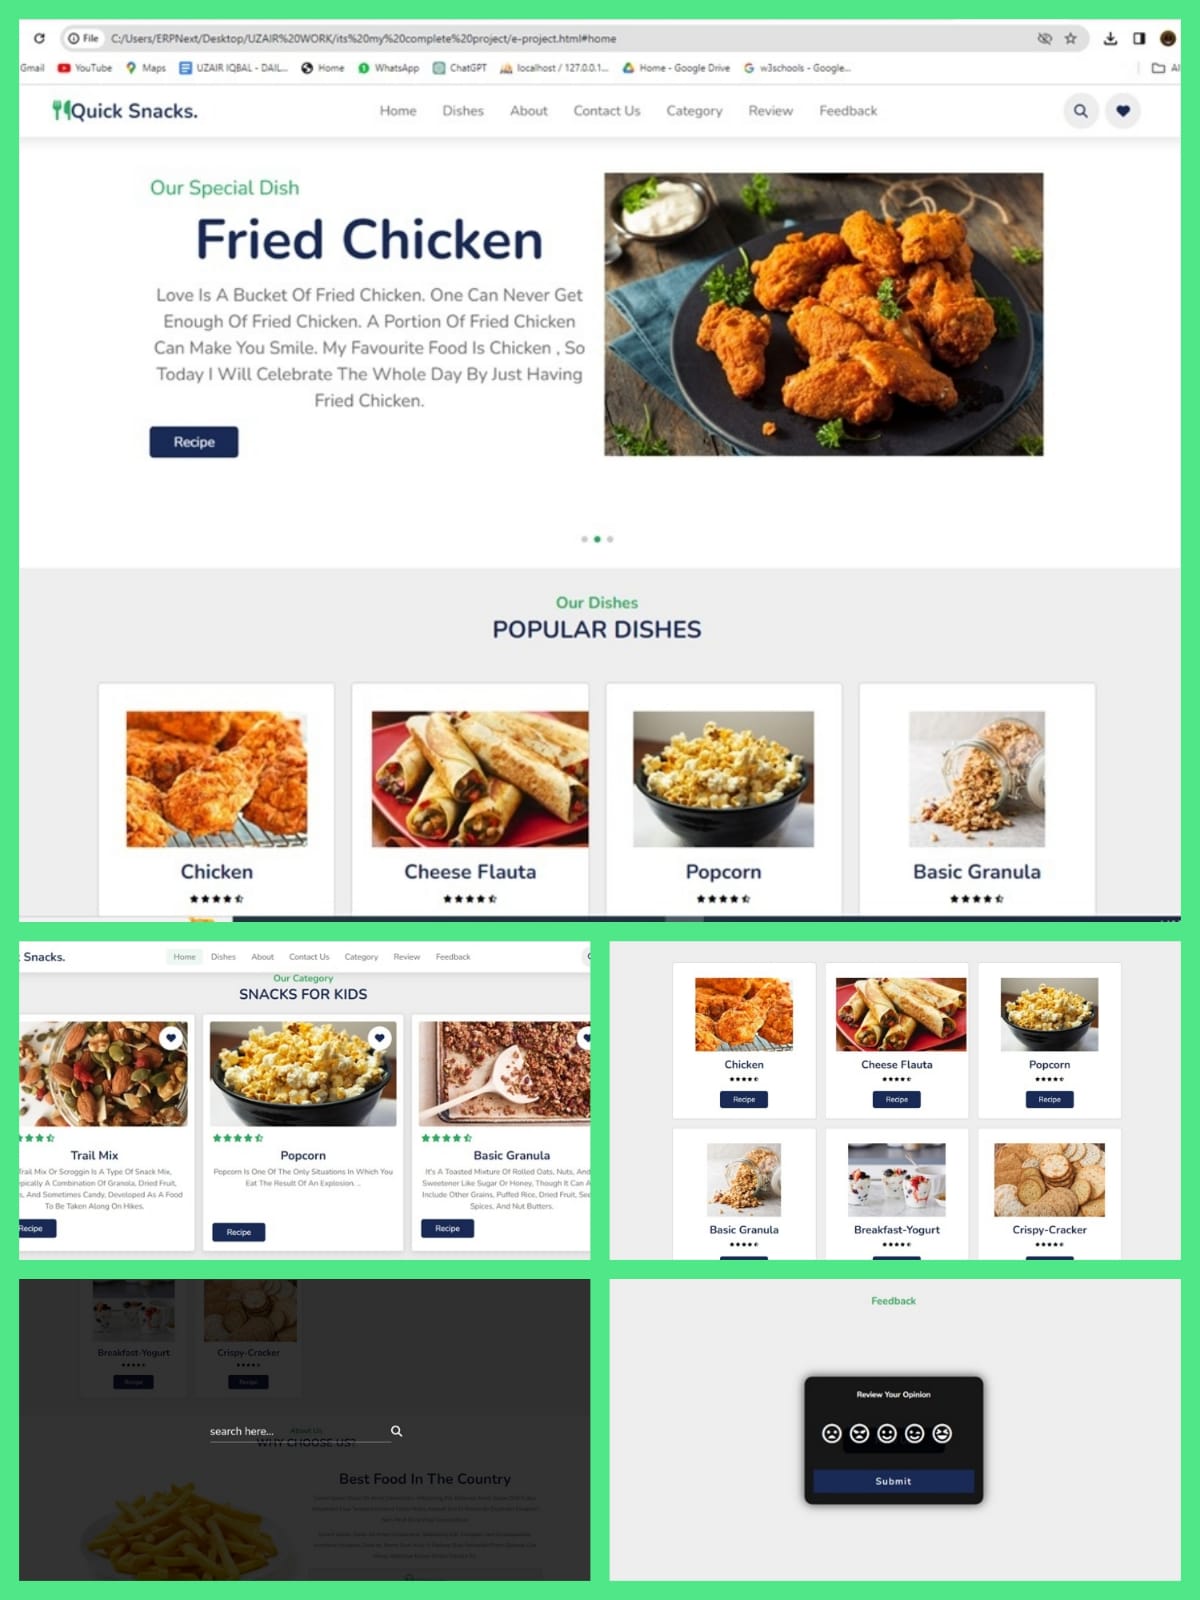 File C:/Users/ERPNext/Desktop/UZAIR%20WORK/its%20my%20complete%20project/e-project.html#home
Gmail YouTube Maps UZAIR IQBAL - DAIL... Home WhatsApp ChatGPT localhost / 127.0.0.1... Home - Google Drive w3schools - Google... Al
Quick Snacks. Home Dishes About Contact Us Category Review Feedback
Our Special Dish
Fried Chicken
Love Is A Bucket Of Fried Chicken. One Can Never Get
Enough Of Fried Chicken. A Portion Of Fried Chicken
Can Make You Smile. My Favourite Food Is Chicken , So
Today I Will Celebrate The Whole Day By Just Having
Fried Chicken.
Recipe
Our Dishes
POPULAR DISHES
Chicken Cheese Flauta Popcorn Basic Granula
Snacks. Home Dishes About Contact Us Category Review Feedback
Our Category
SNACKS FOR KIDS
Trail Mix
Trail Mix Or Scroggin Is A Type Of Snack Mix,
pically A Combination Of Granola, Dried Fruit,
s, And Sometimes Candy, Developed As A Food
To Be Taken Along On Hikes.
Recipe
Popcorn
Popcorn Is One Of The Only Situations In Which You
Eat The Result Of An Explosion. ..
Recipe
Basic Granula
It's A Toasted Mixture Of Rolled Oats, Nuts, And
Sweetener Like Sugar Or Honey, Though It Can A
Include Other Grains, Puffed Rice, Dried Fruit, See
Spices, And Nut Butters.
Recipe
Chicken Cheese Flauta Popcorn
Recipe Recipe Recipe
Basic Granula Breakfast-Yogurt Crispy-Cracker
Breakfast-Yogurt Crispy-Cracker
Recipe Recipe
search here...
About Us
WHY CHOOSE US?
Best Food In The Country
Feedback
Review Your Opinion
Submit